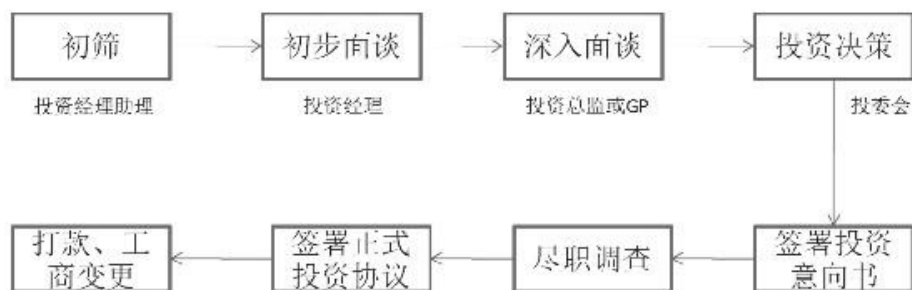 初筛
初步面谈
深入面谈
投资决策
投资经理助理
投资经理
投资总监或GP
投委会
打款、工
商变更
签署正式
投资协议
尽职调查
签署投资
意向书